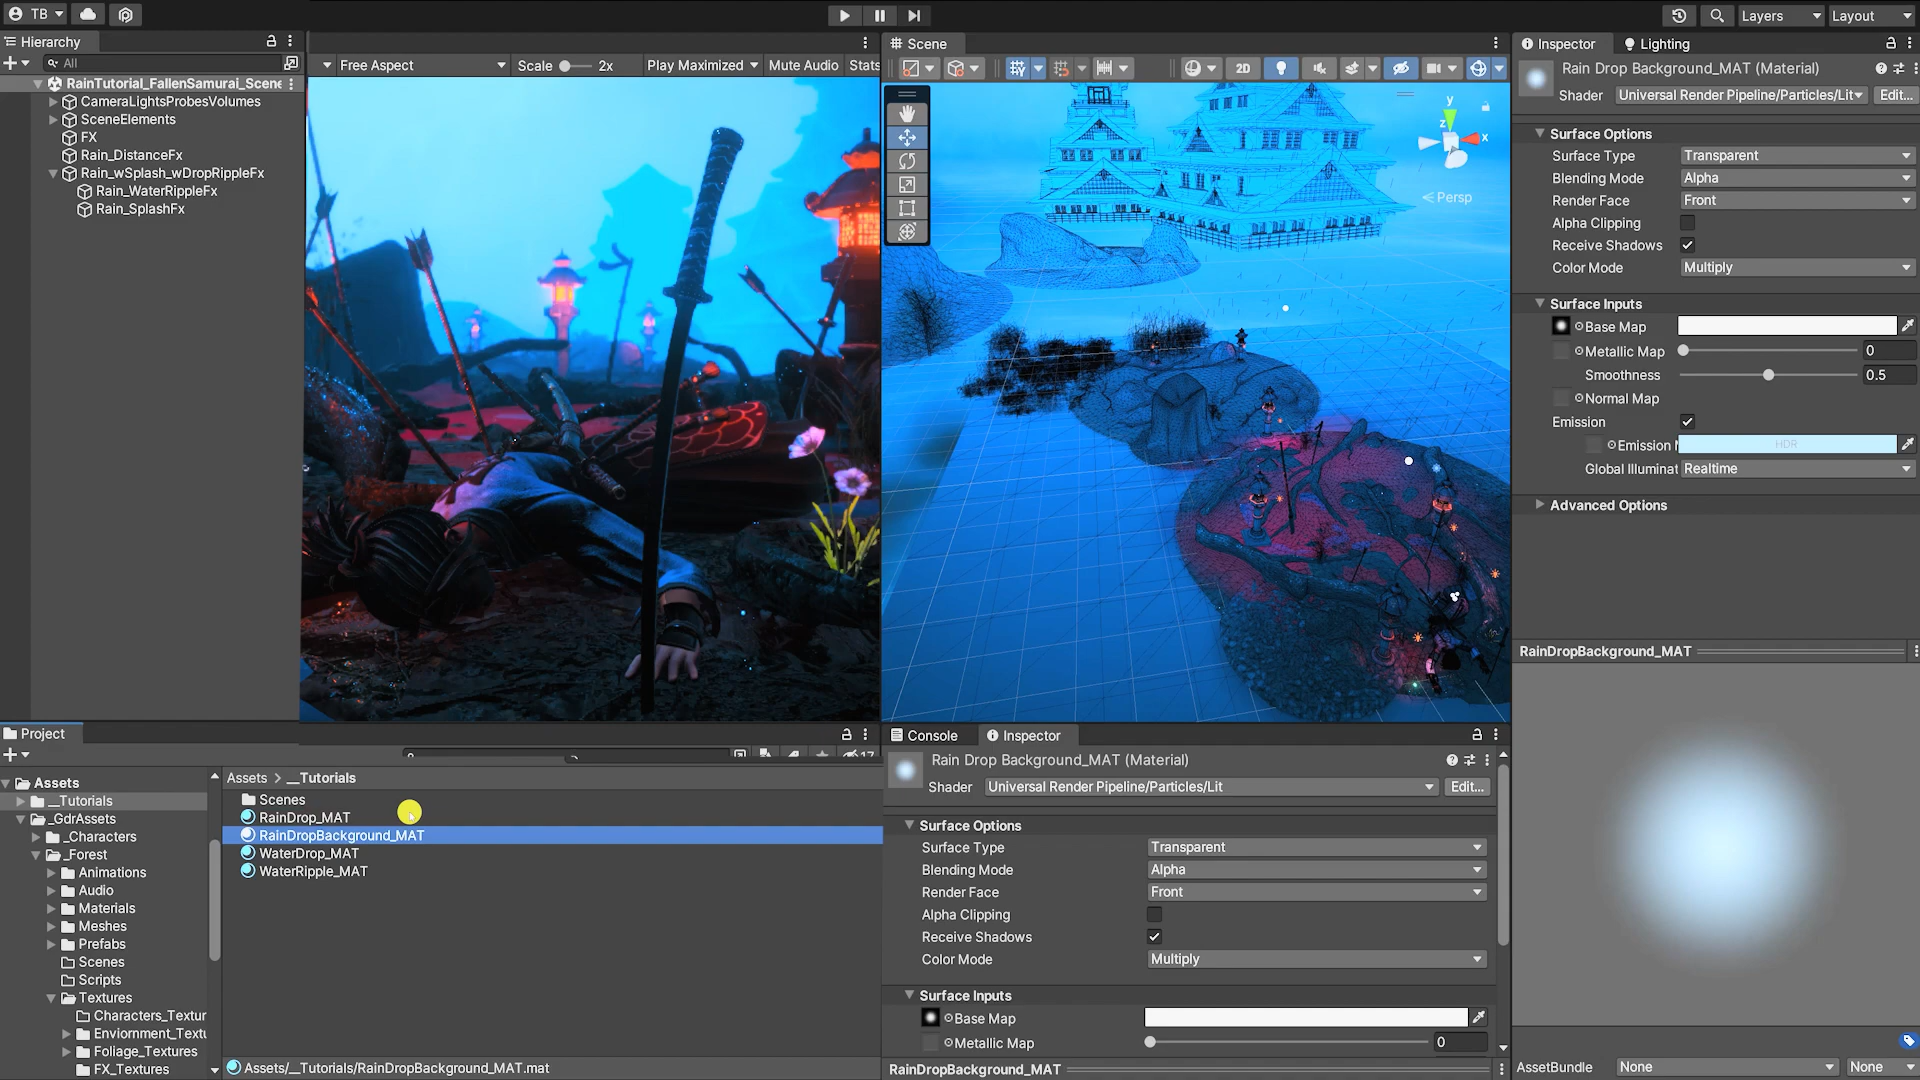 TB
Layers
Layout
Hierarchy
All
RainTutorial_FallenSamurai_Scene
CameraLightsProbesVolumes
SceneElements
FX
Rain_DistanceFx
Rain_wSplash_wDropRippleFx
Rain_WaterRippleFx
Rain_SplashFx
Free Aspect
Scale
2x
Play Maximized
Mute Audio
Stats
Scene
2D
y
z
x
Persp
Inspector
Lighting
Rain Drop Background_MAT (Material)
Shader
Universal Render Pipeline/Particles/Lit
Edit...
Surface Options
Surface Type
Transparent
Blending Mode
Alpha
Render Face
Front
Alpha Clipping
Receive Shadows
Color Mode
Multiply
Surface Inputs
Base Map
Metallic Map
0
Smoothness
0.5
Normal Map
Emission
Emission
HDR
Global Illuminat
Realtime
Advanced Options
RainDropBackground_MAT
AssetBundle
None
None
Project
17
Assets
__Tutorials
_GdrAssets
_Characters
_Forest
Animations
Audio
Materials
Meshes
Prefabs
Scenes
Scripts
Textures
Characters_Textur
Enviornment_Textu
Foliage_Textures
FX_Textures
Assets > __Tutorials
Scenes
RainDrop_MAT
RainDropBackground_MAT
WaterDrop_MAT
WaterRipple_MAT
Assets/__Tutorials/RainDropBackground_MAT.mat
Console
Inspector
Rain Drop Background_MAT (Material)
Shader
Universal Render Pipeline/Particles/Lit
Edit...
Surface Options
Surface Type
Transparent
Blending Mode
Alpha
Render Face
Front
Alpha Clipping
Receive Shadows
Color Mode
Multiply
Surface Inputs
Base Map
Metallic Map
0
RainDropBackground_MAT